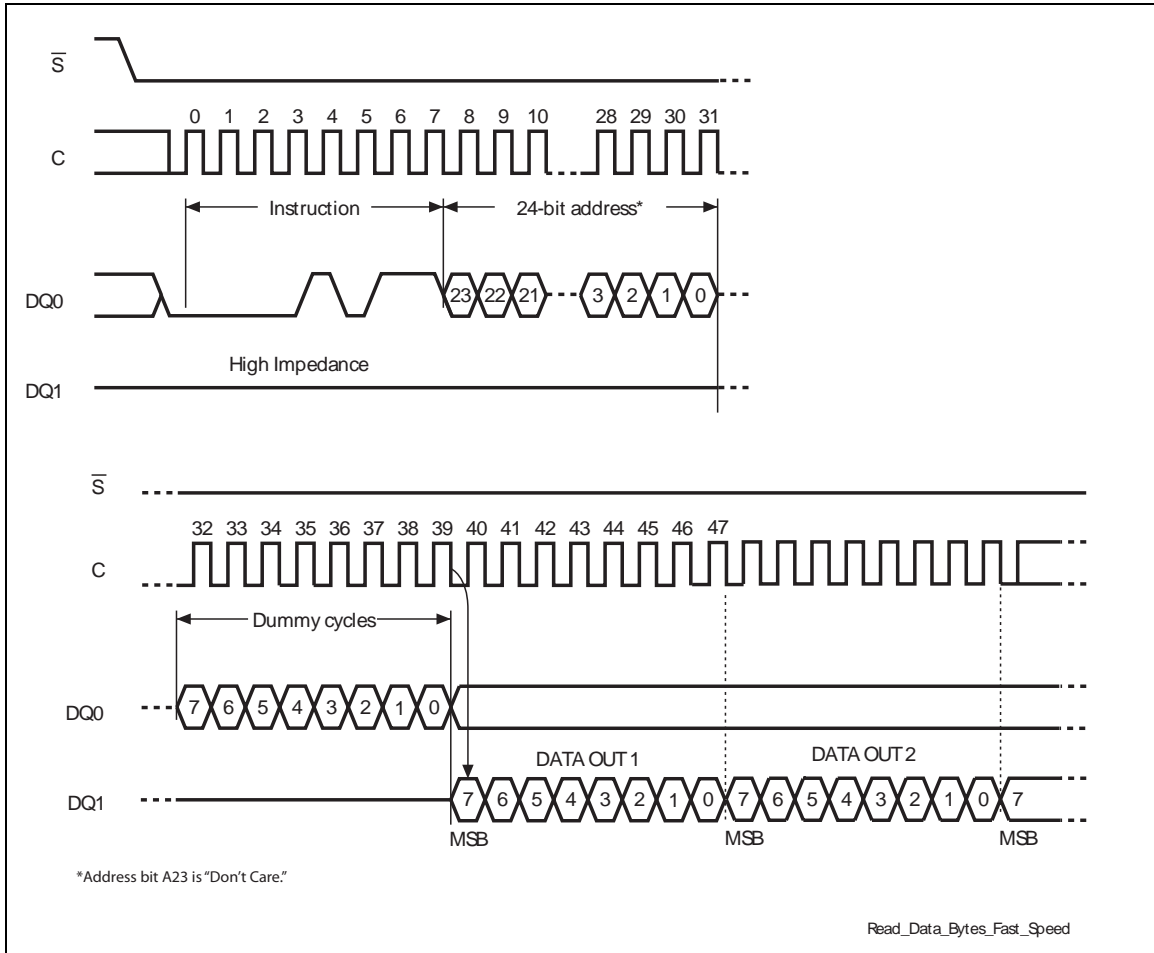 S
0 1 2 3 4 5 6 7 8 9 10 28 29 30 31
C
Instruction 24-bit address*
DQ0 23 22 21 3 2 1 0
High Impedance
DQ1
S
32 33 34 35 36 37 38 39 40 41 42 43 44 45 46 47
C
Dummy cycles
DQ0 7 6 5 4 3 2 1 0
DATA OUT 1 DATA OUT 2
DQ1 7 6 5 4 3 2 1 0 7 6 5 4 3 2 1 0 7
MSB MSB MSB
*Address bit A23 is “Don’t Care.”
Read_Data_Bytes_Fast_Speed